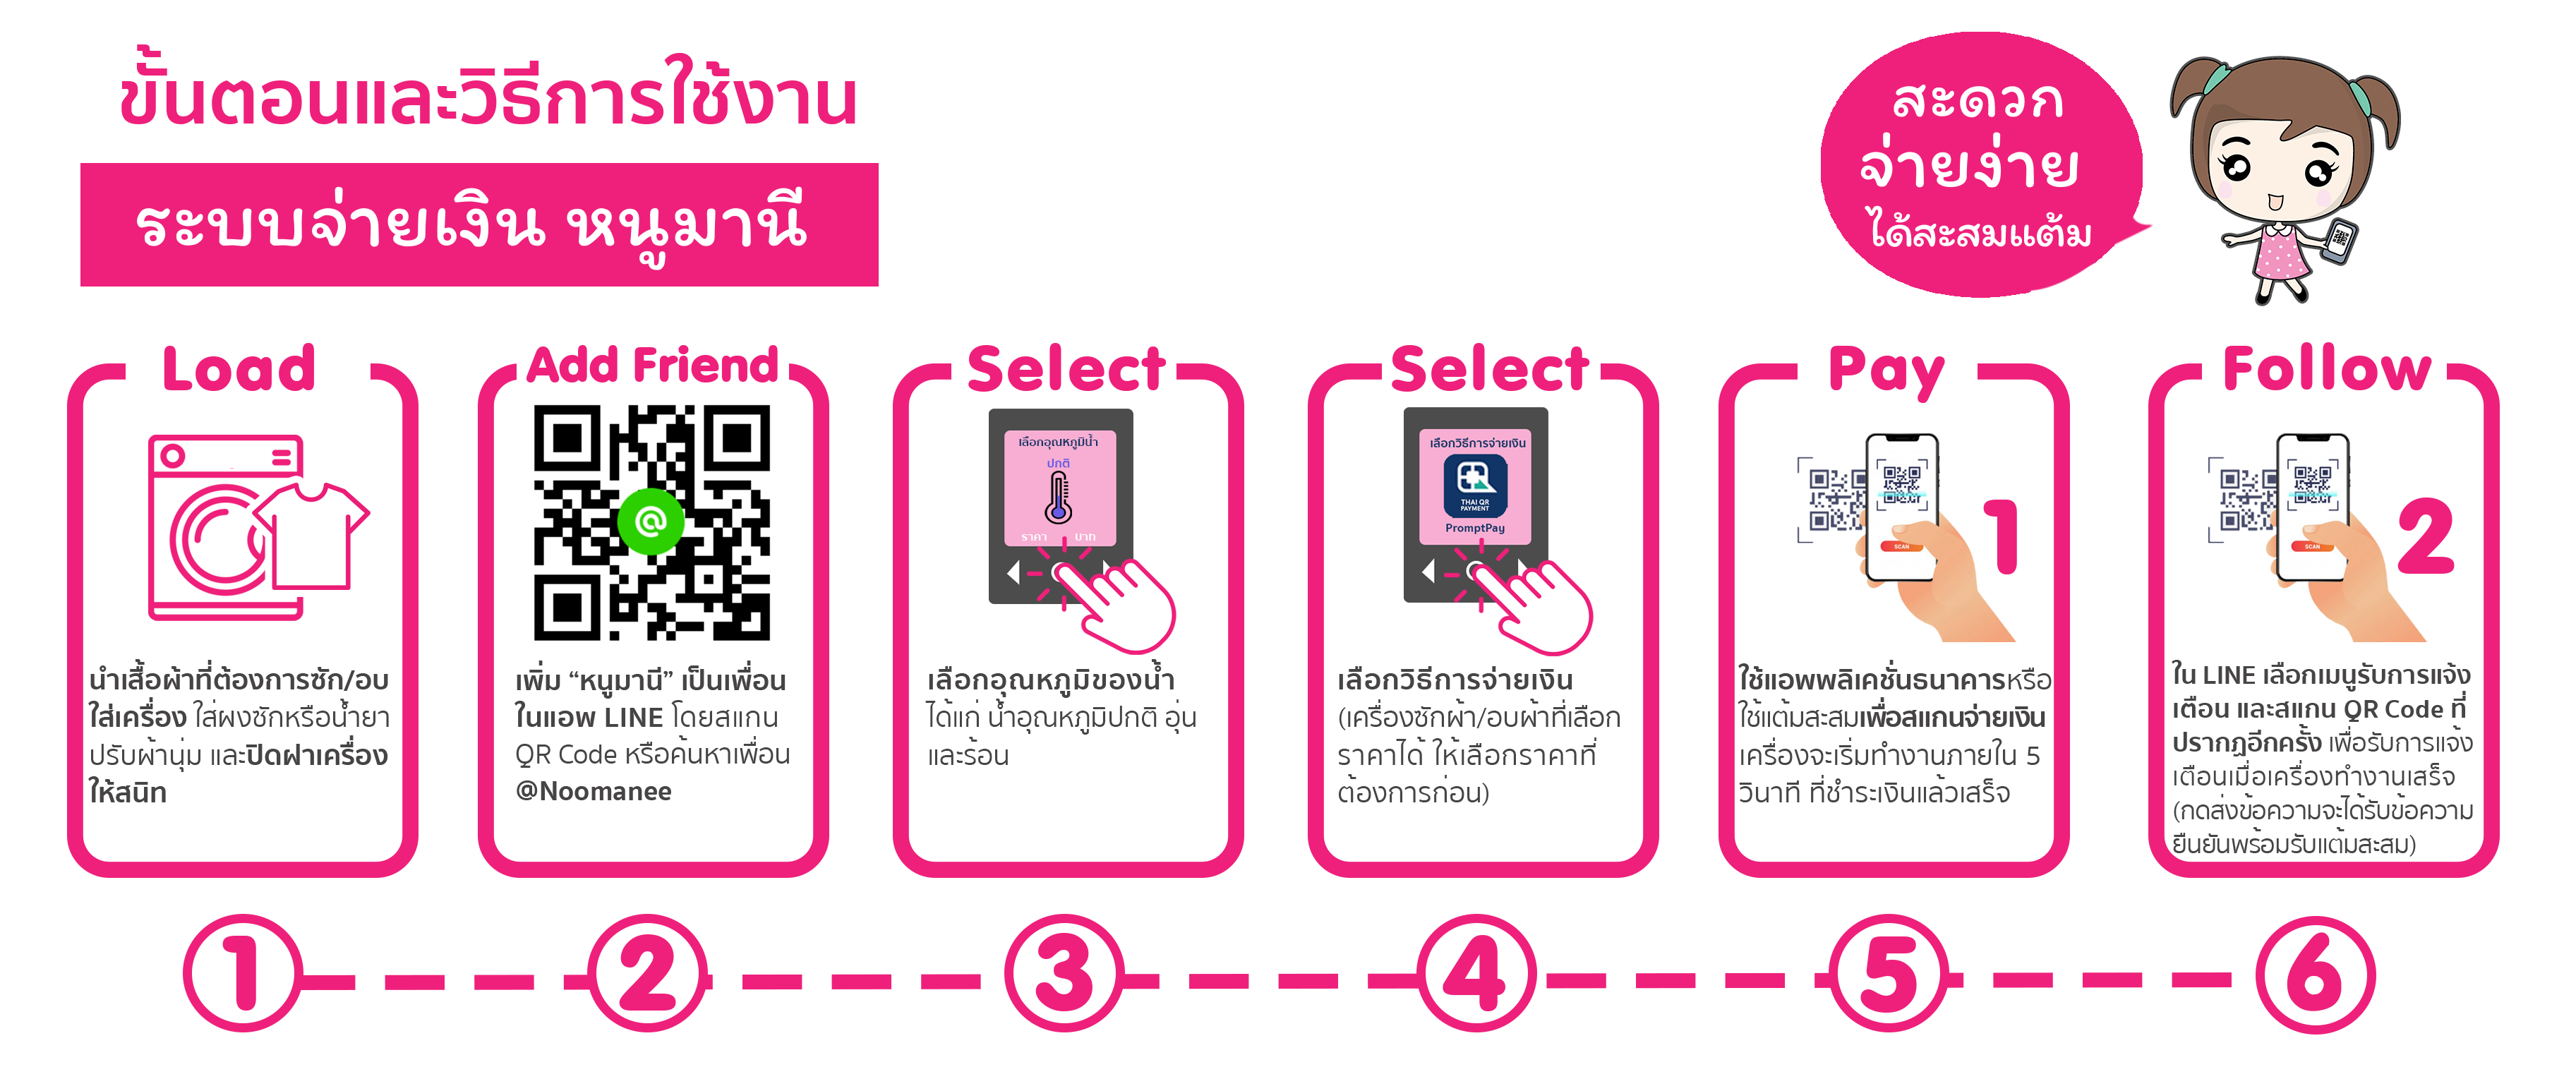 ขั้นตอนและวิธีการใช้งาน
ระบบจ่ายเงิน หนูมานี
สะดวก
จ่ายง่าย
ได้สะสมแต้ม
Load
นำเสื้อผ้าที่ต้องการซัก/อบ
ใส่เครื่อง ใส่ผงซักหรือน้ำยา
ปรับผ้านุ่ม และปิดฝาเครื่อง
ให้สนิท
1
Add Friend
@
เพิ่ม “หนูมานี” เป็นเพื่อน
ในแอพ LINE โดยสแกน
QR Code หรือค้นหาเพื่อน
@Noomanee
2
Select
เลือกอุณหภูมิน้ำ
ปกติ
ราคา บาท
เลือกอุณหภูมิของน้ำ
ได้แก่ น้ำอุณหภูมิปกติ อุ่น
และร้อน
3
Select
เลือกวิธีการจ่ายเงิน
THAI QR
PAYMENT
PromptPay
เลือกวิธีการจ่ายเงิน
(เครื่องซักผ้า/อบผ้าที่เลือก
ราคาได้ ให้เลือกราคาที่
ต้องการก่อน)
4
Pay
SCAN
1
ใช้แอพพลิเคชั่นธนาคารหรือ
ใช้แต้มสะสมเพื่อสแกนจ่ายเงิน
เครื่องจะเริ่มทำงานภายใน 5
วินาที ที่ชำระเงินแล้วเสร็จ
5
Follow
SCAN
2
ใน LINE เลือกเมนูรับการแจ้ง
เตือน และสแกน QR Code ที่
ปรากฏอีกครั้ง เพื่อรับการแจ้ง
เตือนเมื่อเครื่องทำงานเสร็จ
(กดส่งข้อความจะได้รับข้อความ
ยืนยันพร้อมรับแต้มสะสม)
6